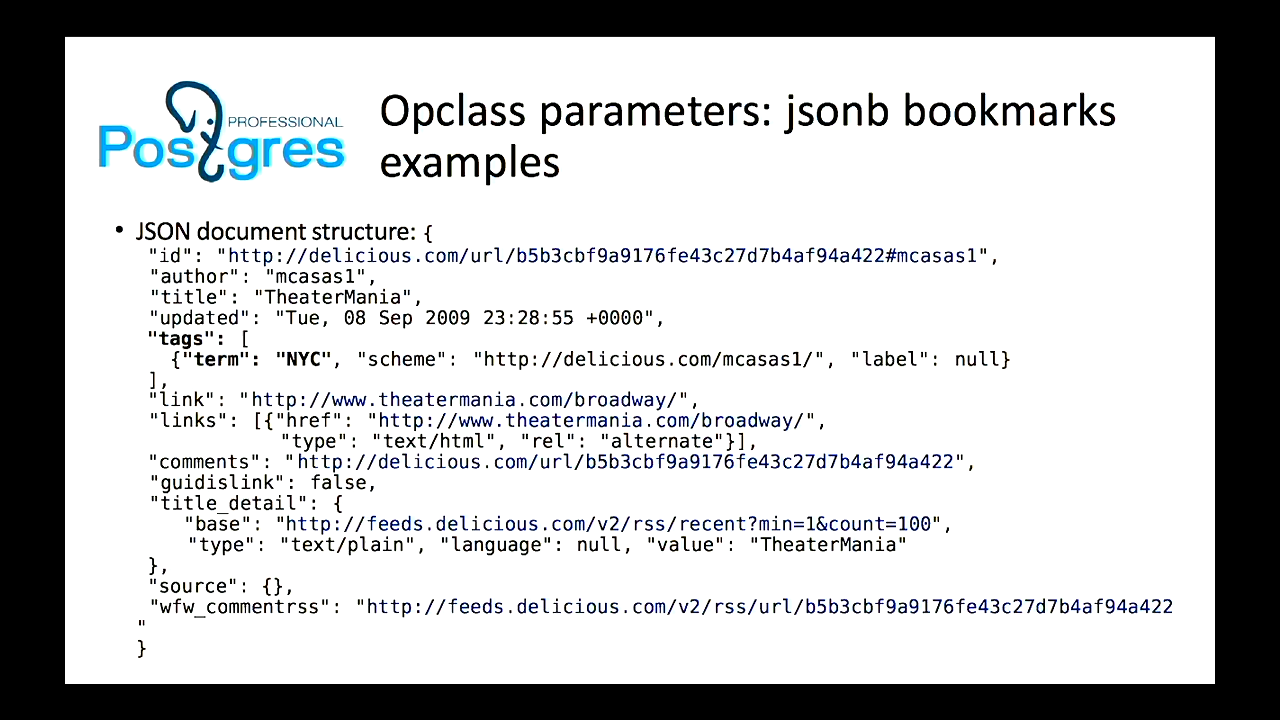 PROFESSIONAL
Postgres
Opclass parameters: jsonb bookmarks
examples
• JSON document structure: {
"id": "http://delicious.com/url/b5b3cbf9a9176fe43c27d7b4af94a422#mcasas1",
"author": "mcasas1",
"title": "TheaterMania",
"updated": "Tue, 08 Sep 2009 23:28:55 +0000",
"tags": [
{"term": "NYC", "scheme": "http://delicious.com/mcasas1/", "label": null}
],
"link": "http://www.theatermania.com/broadway/",
"links": [{"href": "http://www.theatermania.com/broadway/",
"type": "text/html", "rel": "alternate"}],
"comments": "http://delicious.com/url/b5b3cbf9a9176fe43c27d7b4af94a422",
"guidislink": false,
"title_detail": {
"base": "http://feeds.delicious.com/v2/rss/recent?min=1&count=100",
"type": "text/plain", "language": null, "value": "TheaterMania"
},
"source": {},
"wfw_commentrss": "http://feeds.delicious.com/v2/rss/url/b5b3cbf9a9176fe43c27d7b4af94a422
"
}